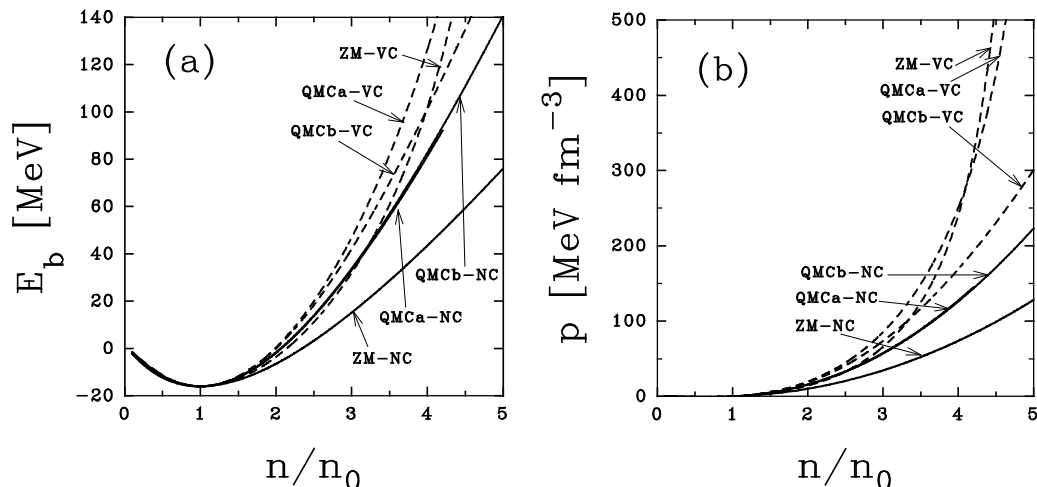 (a)
E_b [MeV]
140
120
100
80
60
40
20
0
-20
ZM-VC
QMCa-VC
QMCb-VC
QMCb-NC
QMCa-NC
ZM-NC
0 1 2 3 4 5
n/n_0
(b)
p [MeV fm^{-3}]
500
400
300
200
100
0
ZM-VC
QMCa-VC
QMCb-VC
QMCb-NC
QMCa-NC
ZM-NC
0 1 2 3 4 5
n/n_0